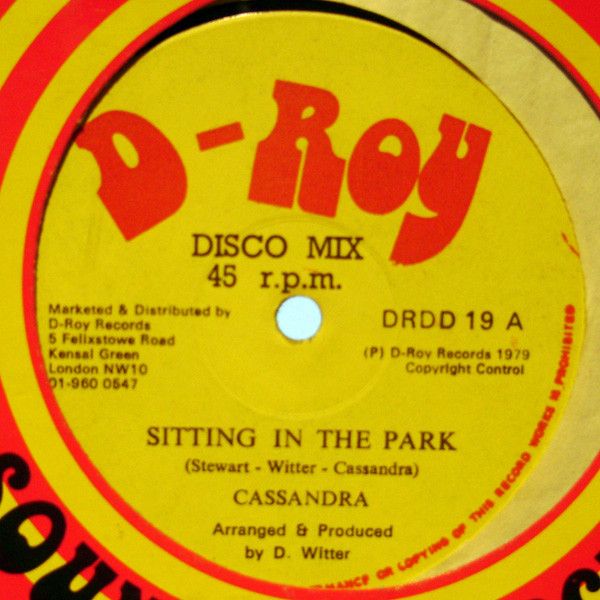 D-Roy
DISCO MIX
45 r.p.m.
Marketed & Distributed by
D-Roy Records
5 Felixstowe Road
Kensal Green
London NW10
01-960 0547
DRDD 19 A
(P) D-Roy Records 1979
Copyright Control
SITTING IN THE PARK
(Stewart - Witter - Cassandra)
CASSANDRA
Arranged & Produced
by D. Witter
OR COPYING OF THIS RECORD WORKS IS PROHIBITED